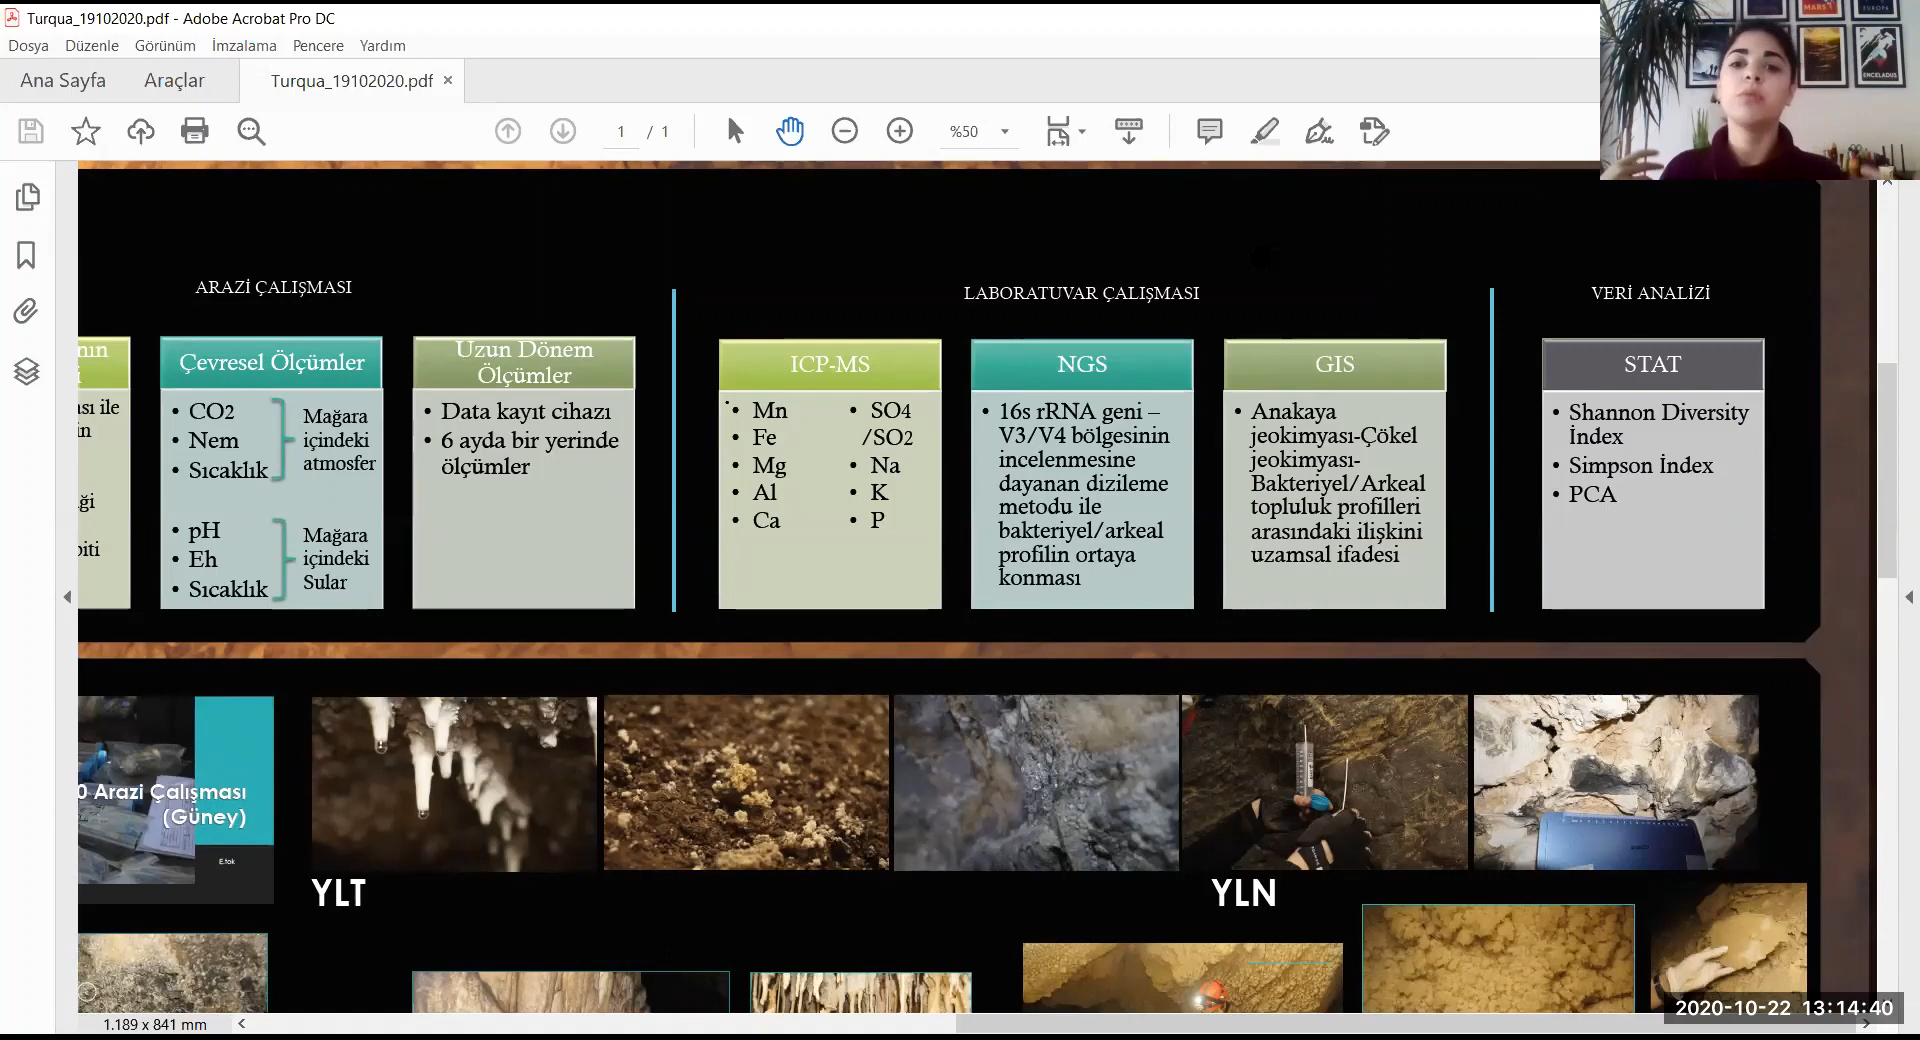 Turqua_19102020.pdf - Adobe Acrobat Pro DC
Dosya Düzenle Görünüm İmzalama Pencere Yardım
Ana Sayfa Araçlar Turqua_19102020.pdf ×
1 / 1 %50
MARS
EUROPA
ENCELADUS
ARAZİ ÇALIŞMASI
Çevresel Ölçümler
• CO2
• Nem
• Sıcaklık
Mağara
içindeki
atmosfer
• pH
• Eh
• Sıcaklık
Mağara
içindeki
Sular
Uzun Dönem
Ölçümler
• Data kayıt cihazı
• 6 ayda bir yerinde
ölçümler
LABORATUVAR ÇALIŞMASI
ICP-MS
• Mn
• Fe
• Mg
• Al
• Ca
• SO4
/SO2
• Na
• K
• P
NGS
• 16s rRNA geni –
V3/V4 bölgesinin
incelenmesine
dayanan dizileme
metodu ile
bakteriyel/arkeal
profilin ortaya
konması
GIS
• Anakaya
jeokimyası-Çökel
jeokimyası-
Bakteriyel/Arkeal
topluluk profilleri
arasındaki ilişkini
uzamsal ifadesi
VERİ ANALİZİ
STAT
• Shannon Diversity
İndex
• Simpson İndex
• PCA
0 Arazi Çalışması
(Güney)
E.tok
YLT
YLN
1.189 x 841 mm
2020-10-22 13:14:40